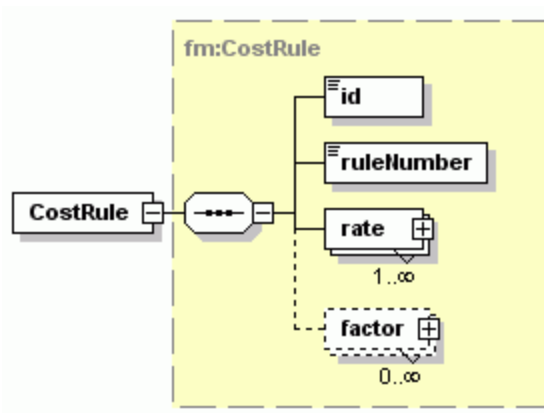 fm:CostRule
id
ruleNumber
CostRule
rate
1..∞
factor
0..∞